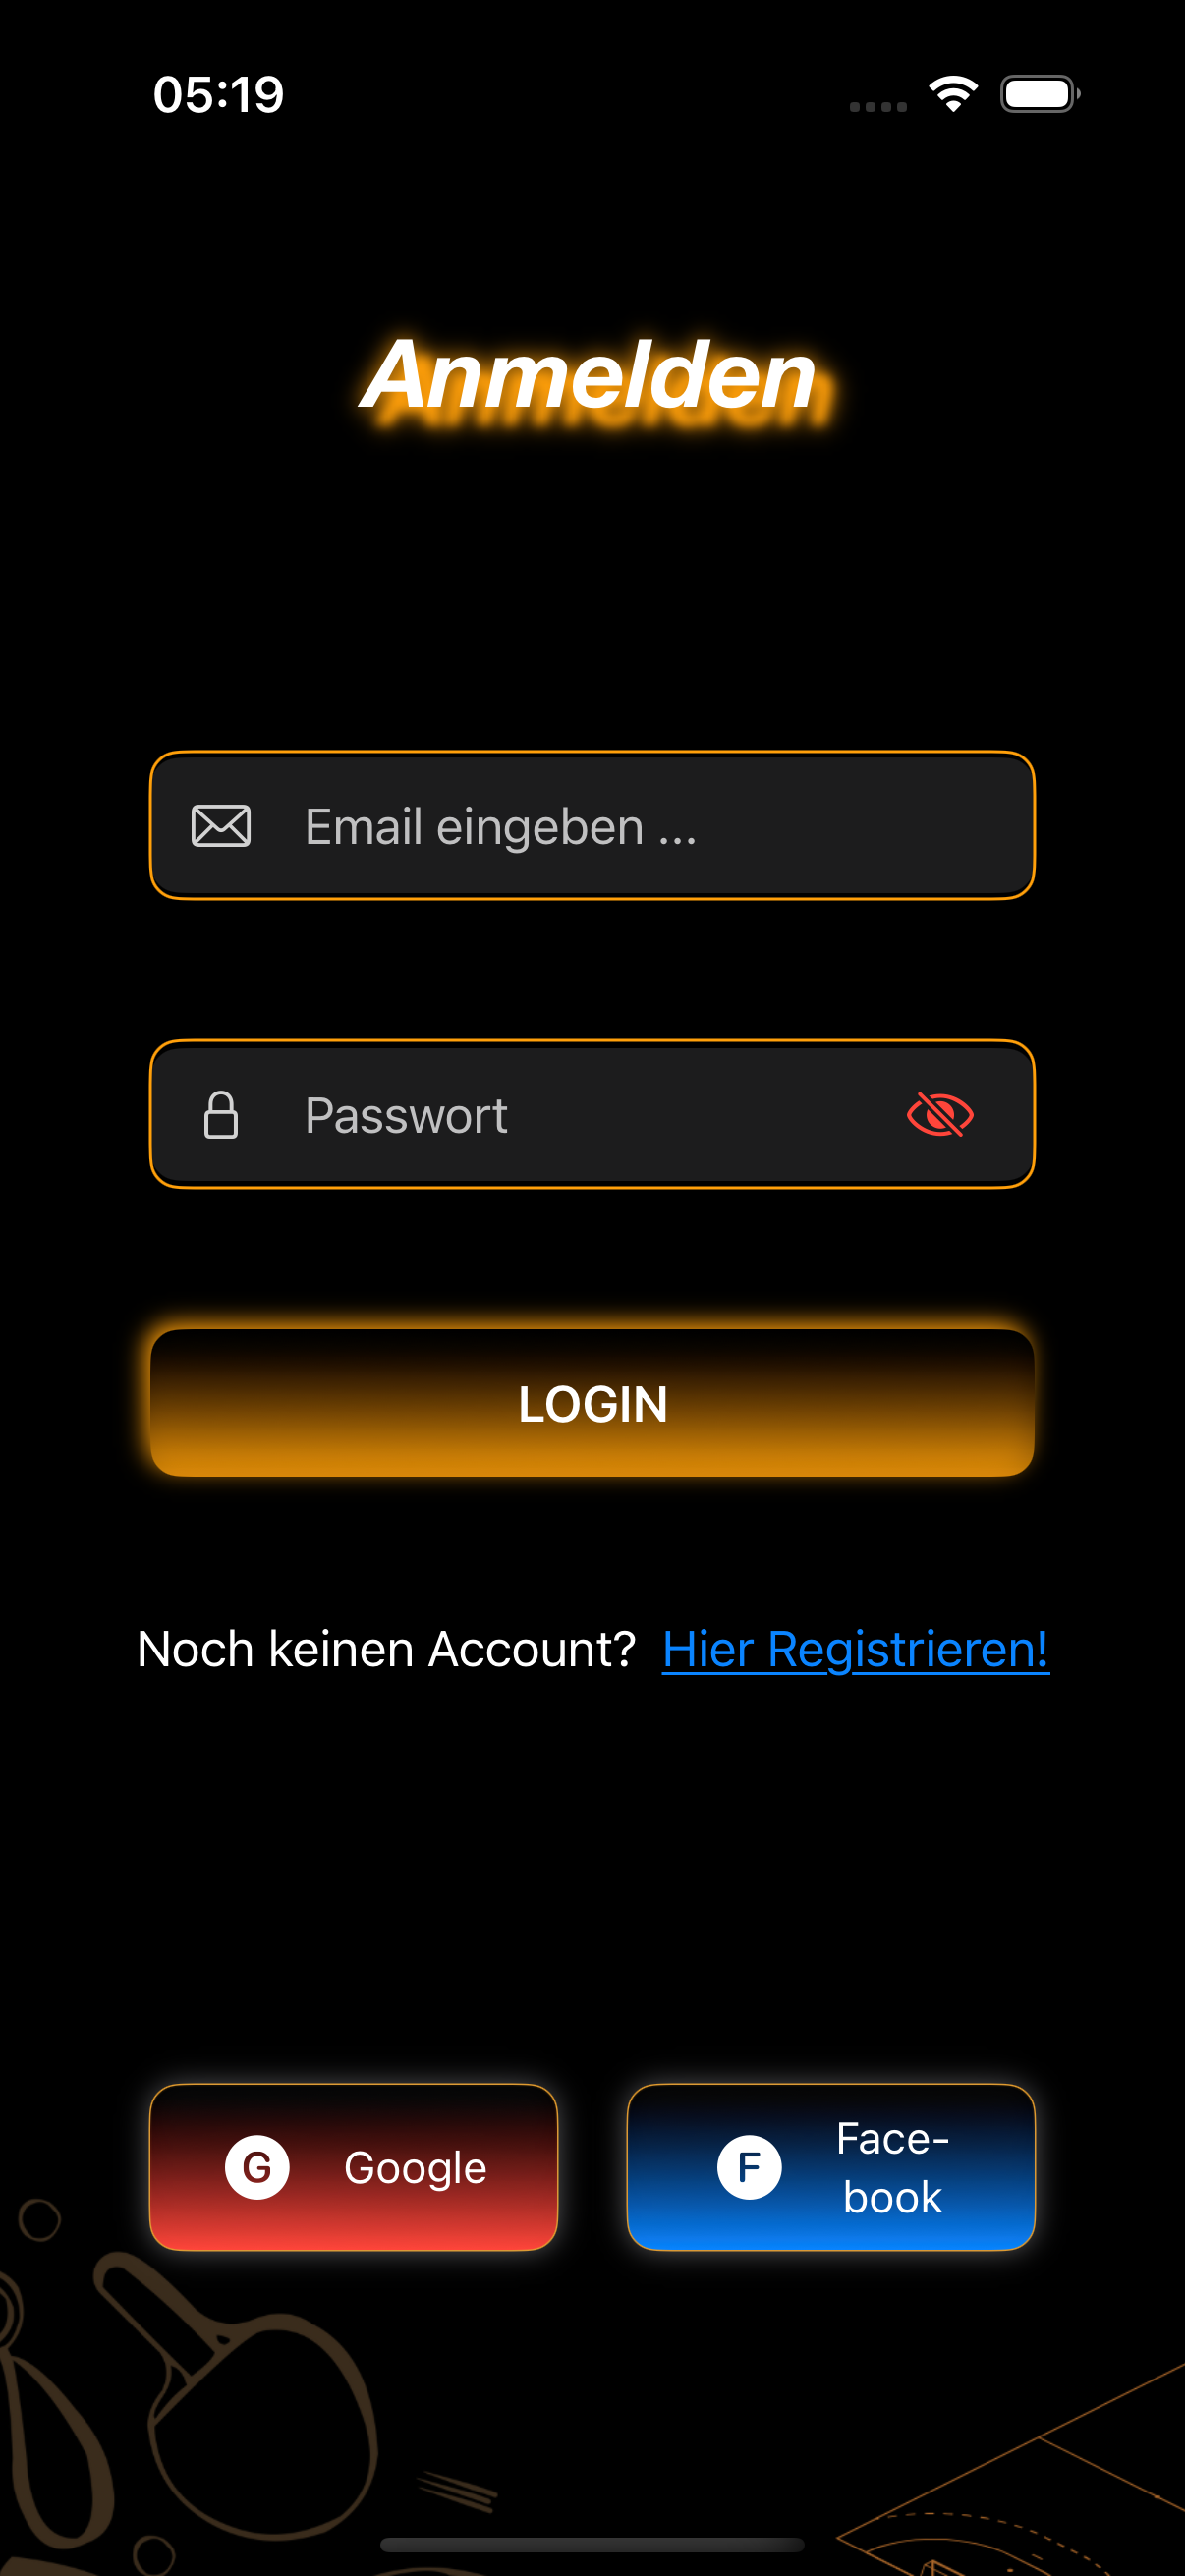 05:19
Anmelden
Email eingeben ...
Passwort
LOGIN
Noch keinen Account? Hier Registrieren!
G Google
F Face-
book